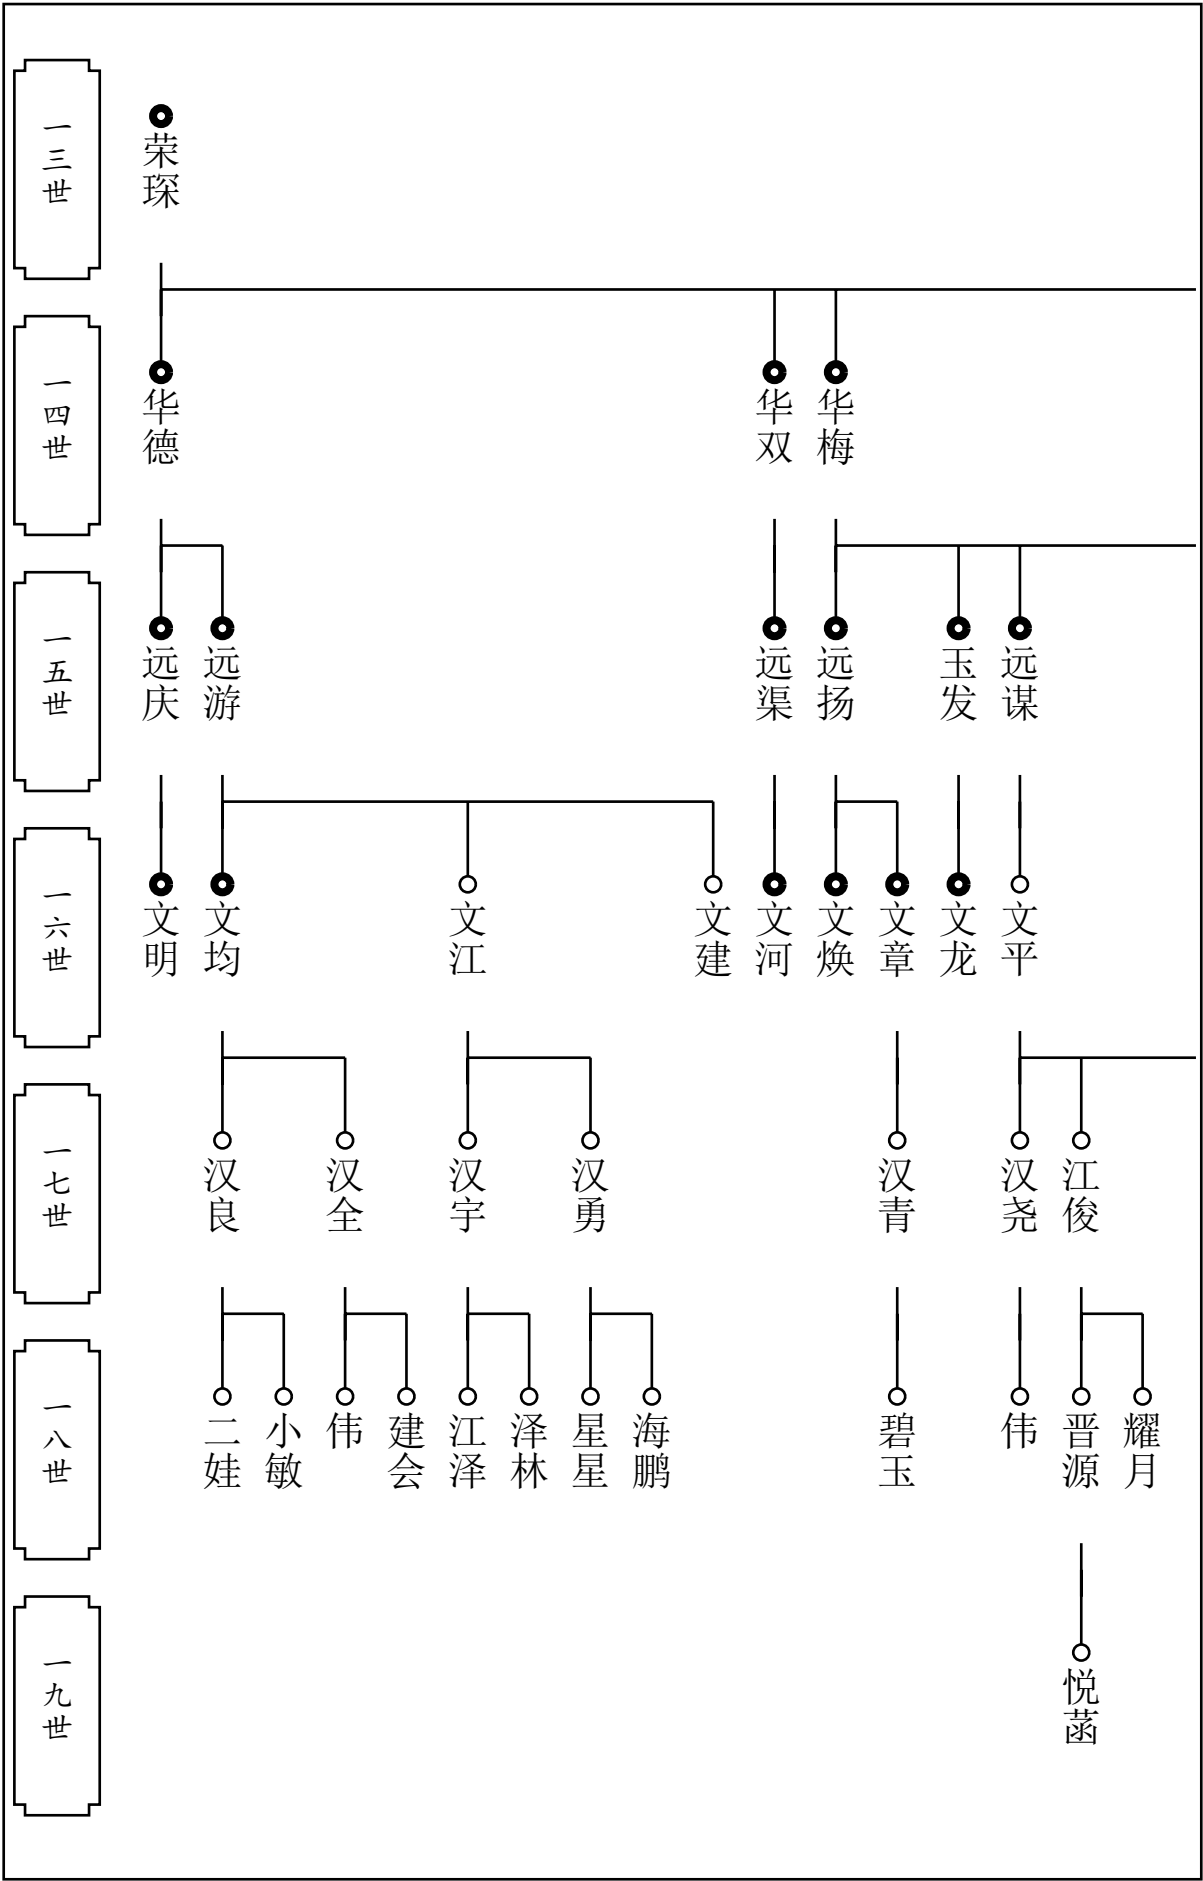 一三世
荣琛
一四世
华德
华双
华梅
一五世
远庆
远游
远渠
远扬
玉发
远谋
一六世
文明
文均
文江
文建
文河
文焕
文章
文龙
文平
一七世
汉良
汉全
汉宇
汉勇
汉青
汉尧
江俊
一八世
二娃
小敏
伟
建会
江泽
泽林
星星
海鹏
碧玉
伟
晋源
耀月
一九世
悦菡